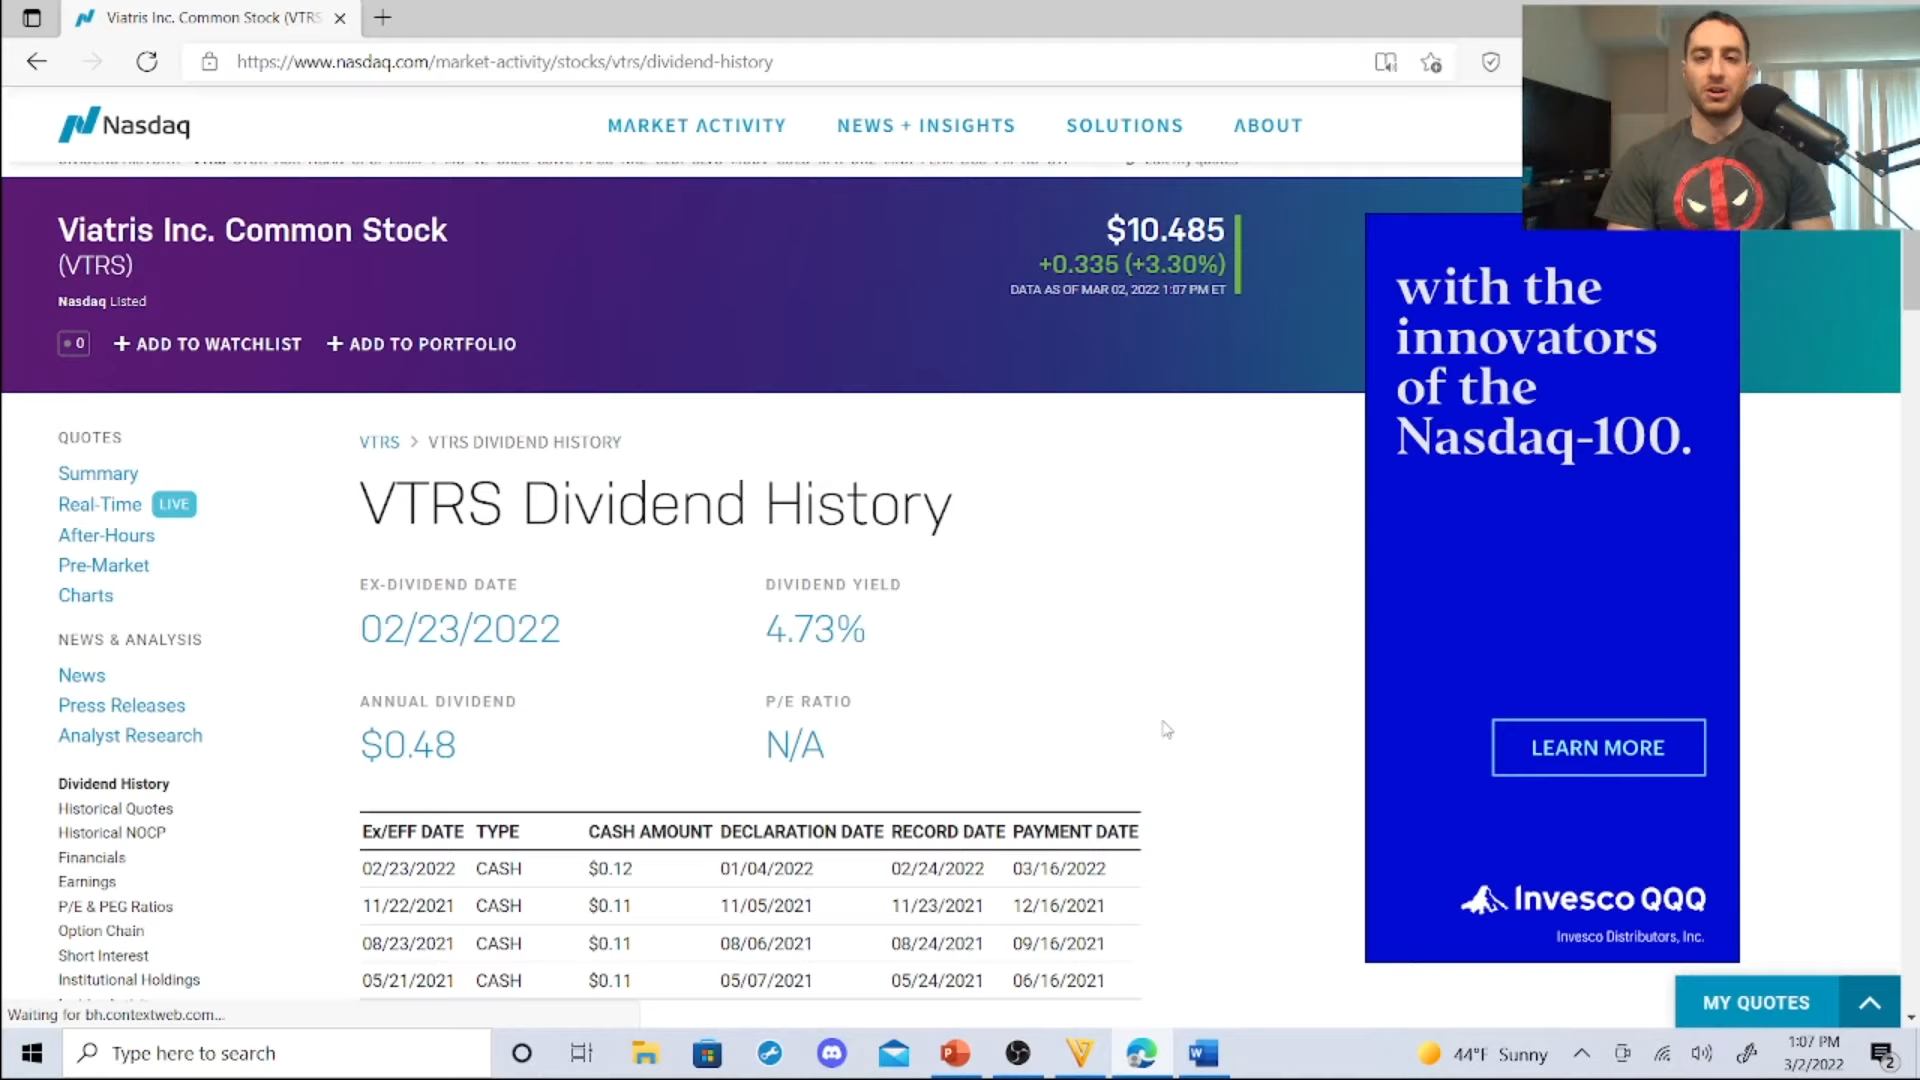 Viatris Inc. Common Stock (VTRS
https://www.nasdaq.com/market-activity/stocks/vtrs/dividend-history
Nasdaq
MARKET ACTIVITY
NEWS + INSIGHTS
SOLUTIONS
ABOUT
Viatris Inc. Common Stock
(VTRS)
Nasdaq Listed
0
+ ADD TO WATCHLIST
+ ADD TO PORTFOLIO
$10.485
+0.335 (+3.30%)
DATA AS OF MAR 02, 2022 1:07 PM ET
with the
innovators
of the
Nasdaq-100.
LEARN MORE
Invesco QQQ
Invesco Distributors, Inc.
QUOTES
Summary
Real-Time LIVE
After-Hours
Pre-Market
Charts
NEWS & ANALYSIS
News
Press Releases
Analyst Research
Dividend History
Historical Quotes
Historical NOCP
Financials
Earnings
P/E & PEG Ratios
Option Chain
Short Interest
Institutional Holdings
VTRS > VTRS DIVIDEND HISTORY
VTRS Dividend History
EX-DIVIDEND DATE
02/23/2022
DIVIDEND YIELD
4.73%
ANNUAL DIVIDEND
$0.48
P/E RATIO
N/A
Ex/EFF DATE TYPE CASH AMOUNT DECLARATION DATE RECORD DATE PAYMENT DATE
02/23/2022 CASH $0.12 01/04/2022 02/24/2022 03/16/2022
11/22/2021 CASH $0.11 11/05/2021 11/23/2021 12/16/2021
08/23/2021 CASH $0.11 08/06/2021 08/24/2021 09/16/2021
05/21/2021 CASH $0.11 05/07/2021 05/24/2021 06/16/2021
MY QUOTES
Waiting for bh.contextweb.com...
Type here to search
44°F Sunny
1:07 PM
3/2/2022
2